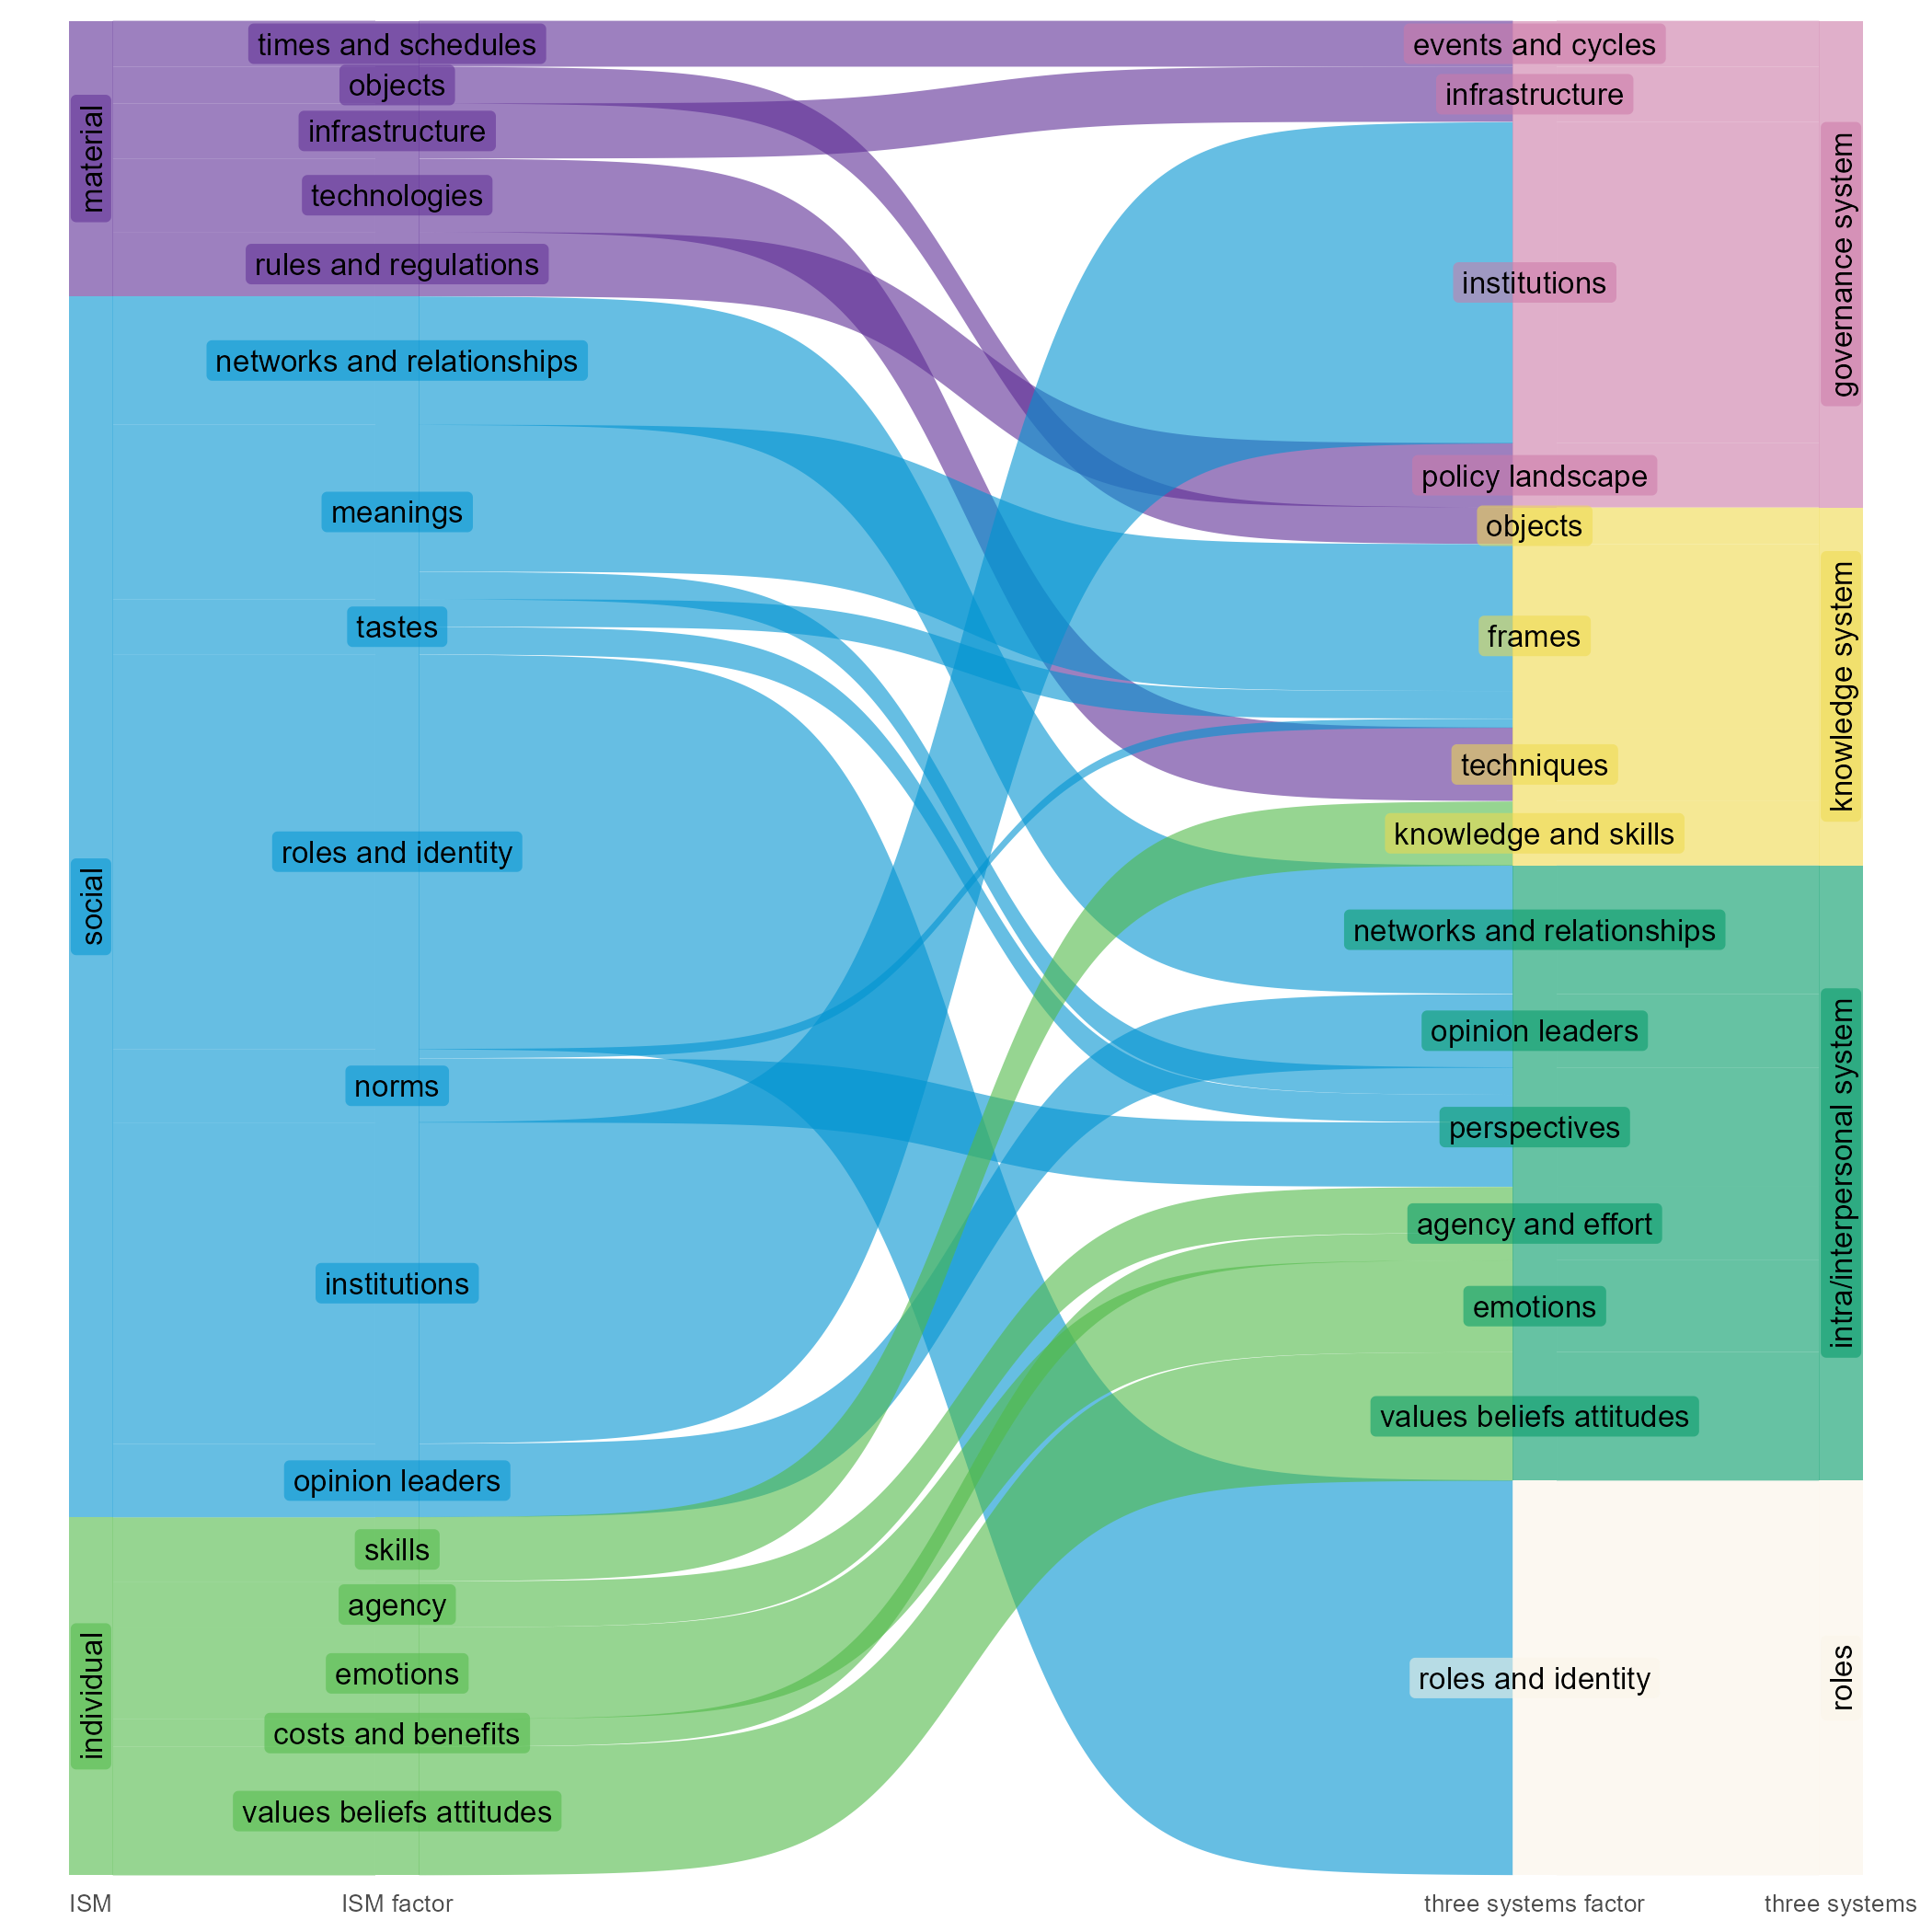 material
social
individual
times and schedules
objects
infrastructure
technologies
rules and regulations
networks and relationships
meanings
tastes
roles and identity
norms
institutions
opinion leaders
skills
agency
emotions
costs and benefits
values beliefs attitudes
events and cycles
infrastructure
institutions
policy landscape
objects
frames
techniques
knowledge and skills
networks and relationships
opinion leaders
perspectives
agency and effort
emotions
values beliefs attitudes
roles and identity
governance system
knowledge system
intra/interpersonal system
roles
ISM
ISM factor
three systems factor
three systems